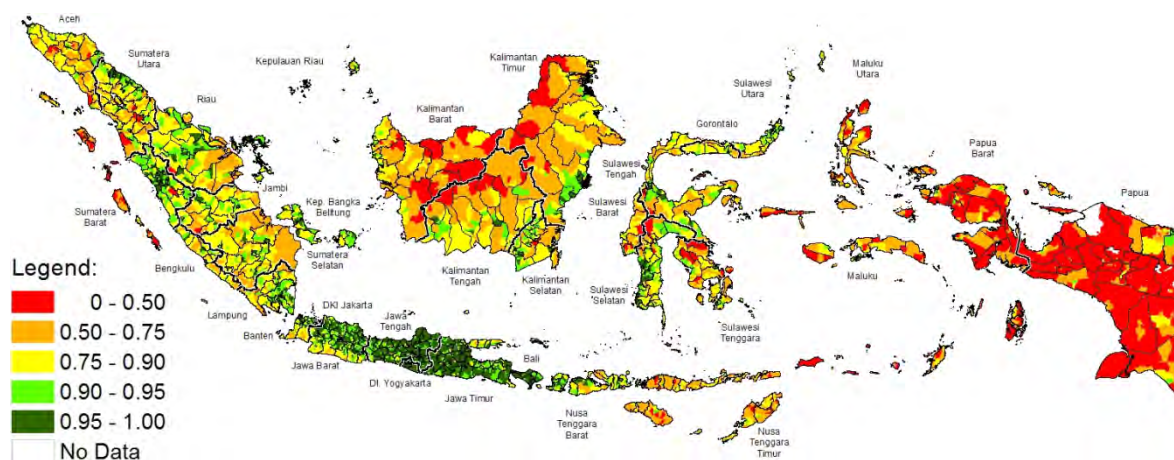 Aceh
Sumatera
Utara
Kepulauan Riau
Riau
Kalimantan
Timur
Kalimantan
Barat
Sulawesi
Utara
Maluku
Utara
Gorontalo
Papua
Barat
Papua
Sulawesi
Tengah
Sulawesi
Barat
Jambi
Kep. Bangka
Belitung
Sumatera
Barat
Sumatera
Selatan
Bengkulu
Kalimantan
Tengah
Kalimantan
Selatan
Sulawesi
Selatan
Maluku
Sulawesi
Tenggara
Lampung
DKI Jakarta
Jawa
Tengah
Banten
Jawa Barat
DI. Yogyakarta
Jawa Timur
Bali
Nusa
Tenggara
Barat
Nusa
Tenggara
Timur
Legend:
0 - 0.50
0.50 - 0.75
0.75 - 0.90
0.90 - 0.95
0.95 - 1.00
No Data